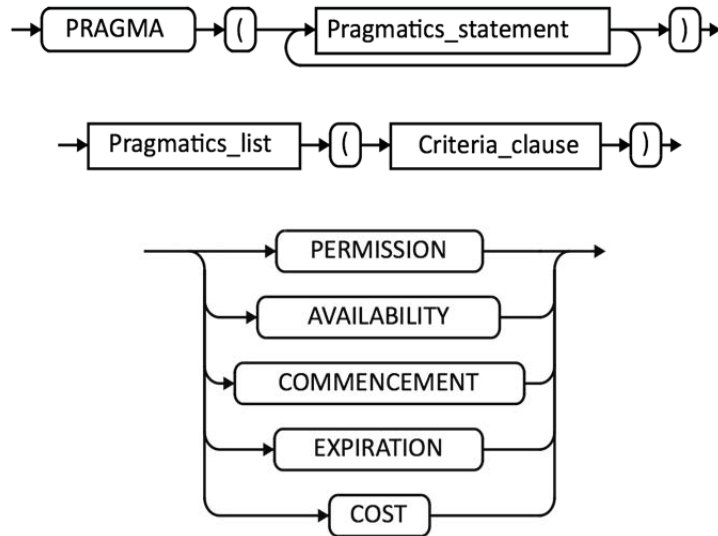 PRAGMA ( Pragmatics_statement )
Pragmatics_list ( Criteria_clause )
PERMISSION
AVAILABILITY
COMMENCEMENT
EXPIRATION
COST